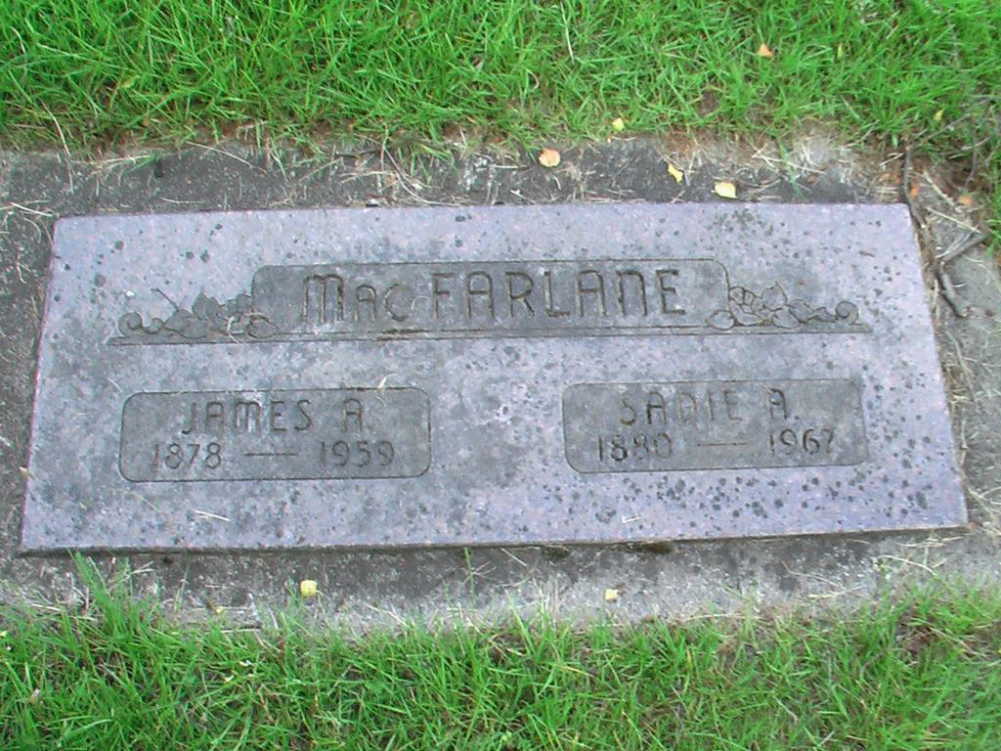 Mac FARLANE
JAMES A.
1878 — 1959
SADIE A.
1880 — 1967